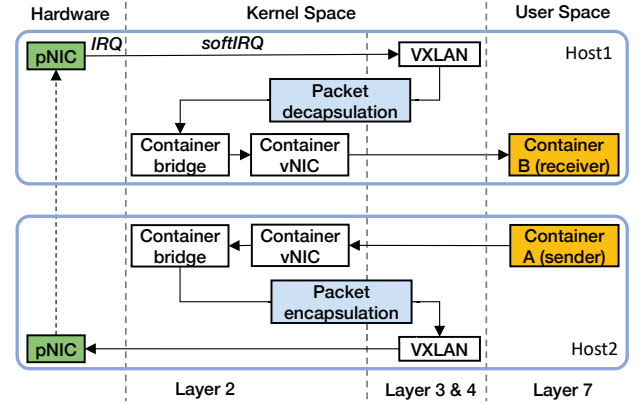 Hardware
Kernel Space
User Space
IRQ
softIRQ
pNIC
VXLAN
Host1
Packet
decapsulation
Container
bridge
Container
vNIC
Container
B (receiver)
Container
bridge
Container
vNIC
Container
A (sender)
Packet
encapsulation
pNIC
VXLAN
Host2
Layer 2
Layer 3 & 4
Layer 7